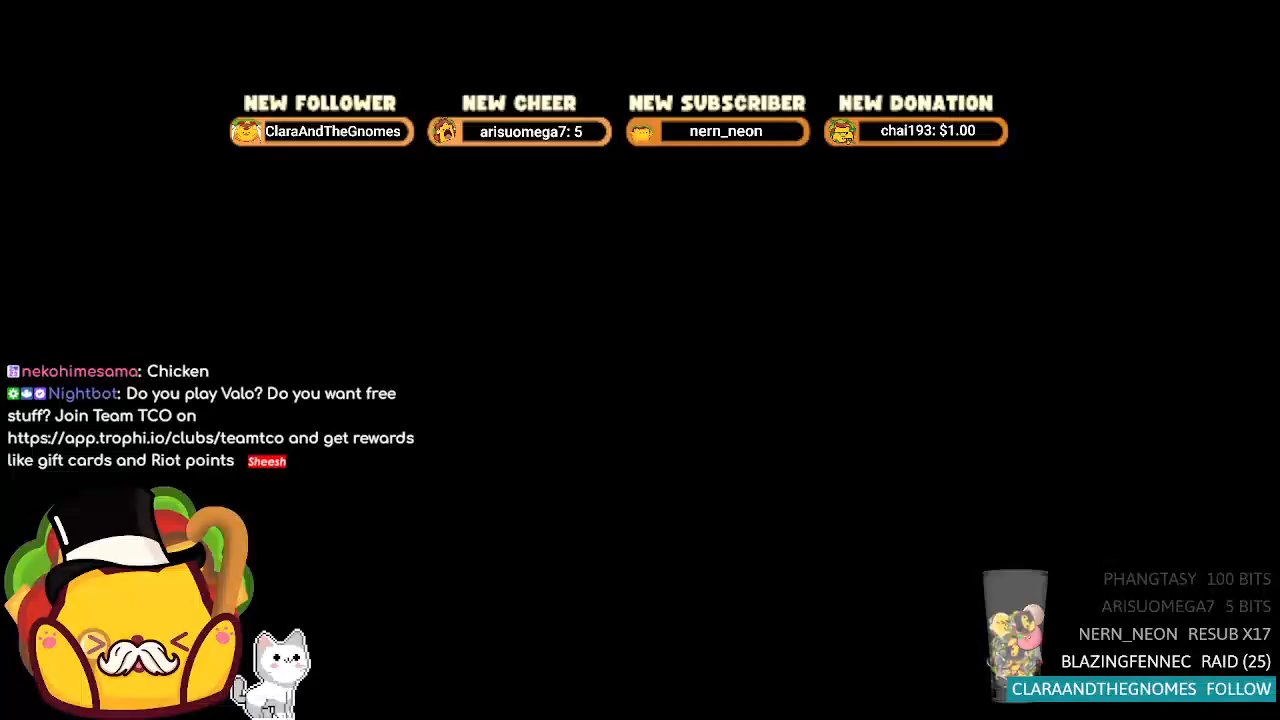 NEW FOLLOWER
ClaraAndTheGnomes
NEW CHEER
arisuomega7: 5
NEW SUBSCRIBER
nern_neon
NEW DONATION
chai193: $1.00
nekohimesama: Chicken
Nightbot: Do you play Valo? Do you want free
stuff? Join Team TCO on
https://app.trophi.io/clubs/teamtco and get rewards
like gift cards and Riot points Sheesh
PHANGTASY 100 BITS
ARISUOMEGA7 5 BITS
NERN_NEON RESUB X17
BLAZINGFENNEC RAID (25)
CLARAANDTHEGNOMES FOLLOW